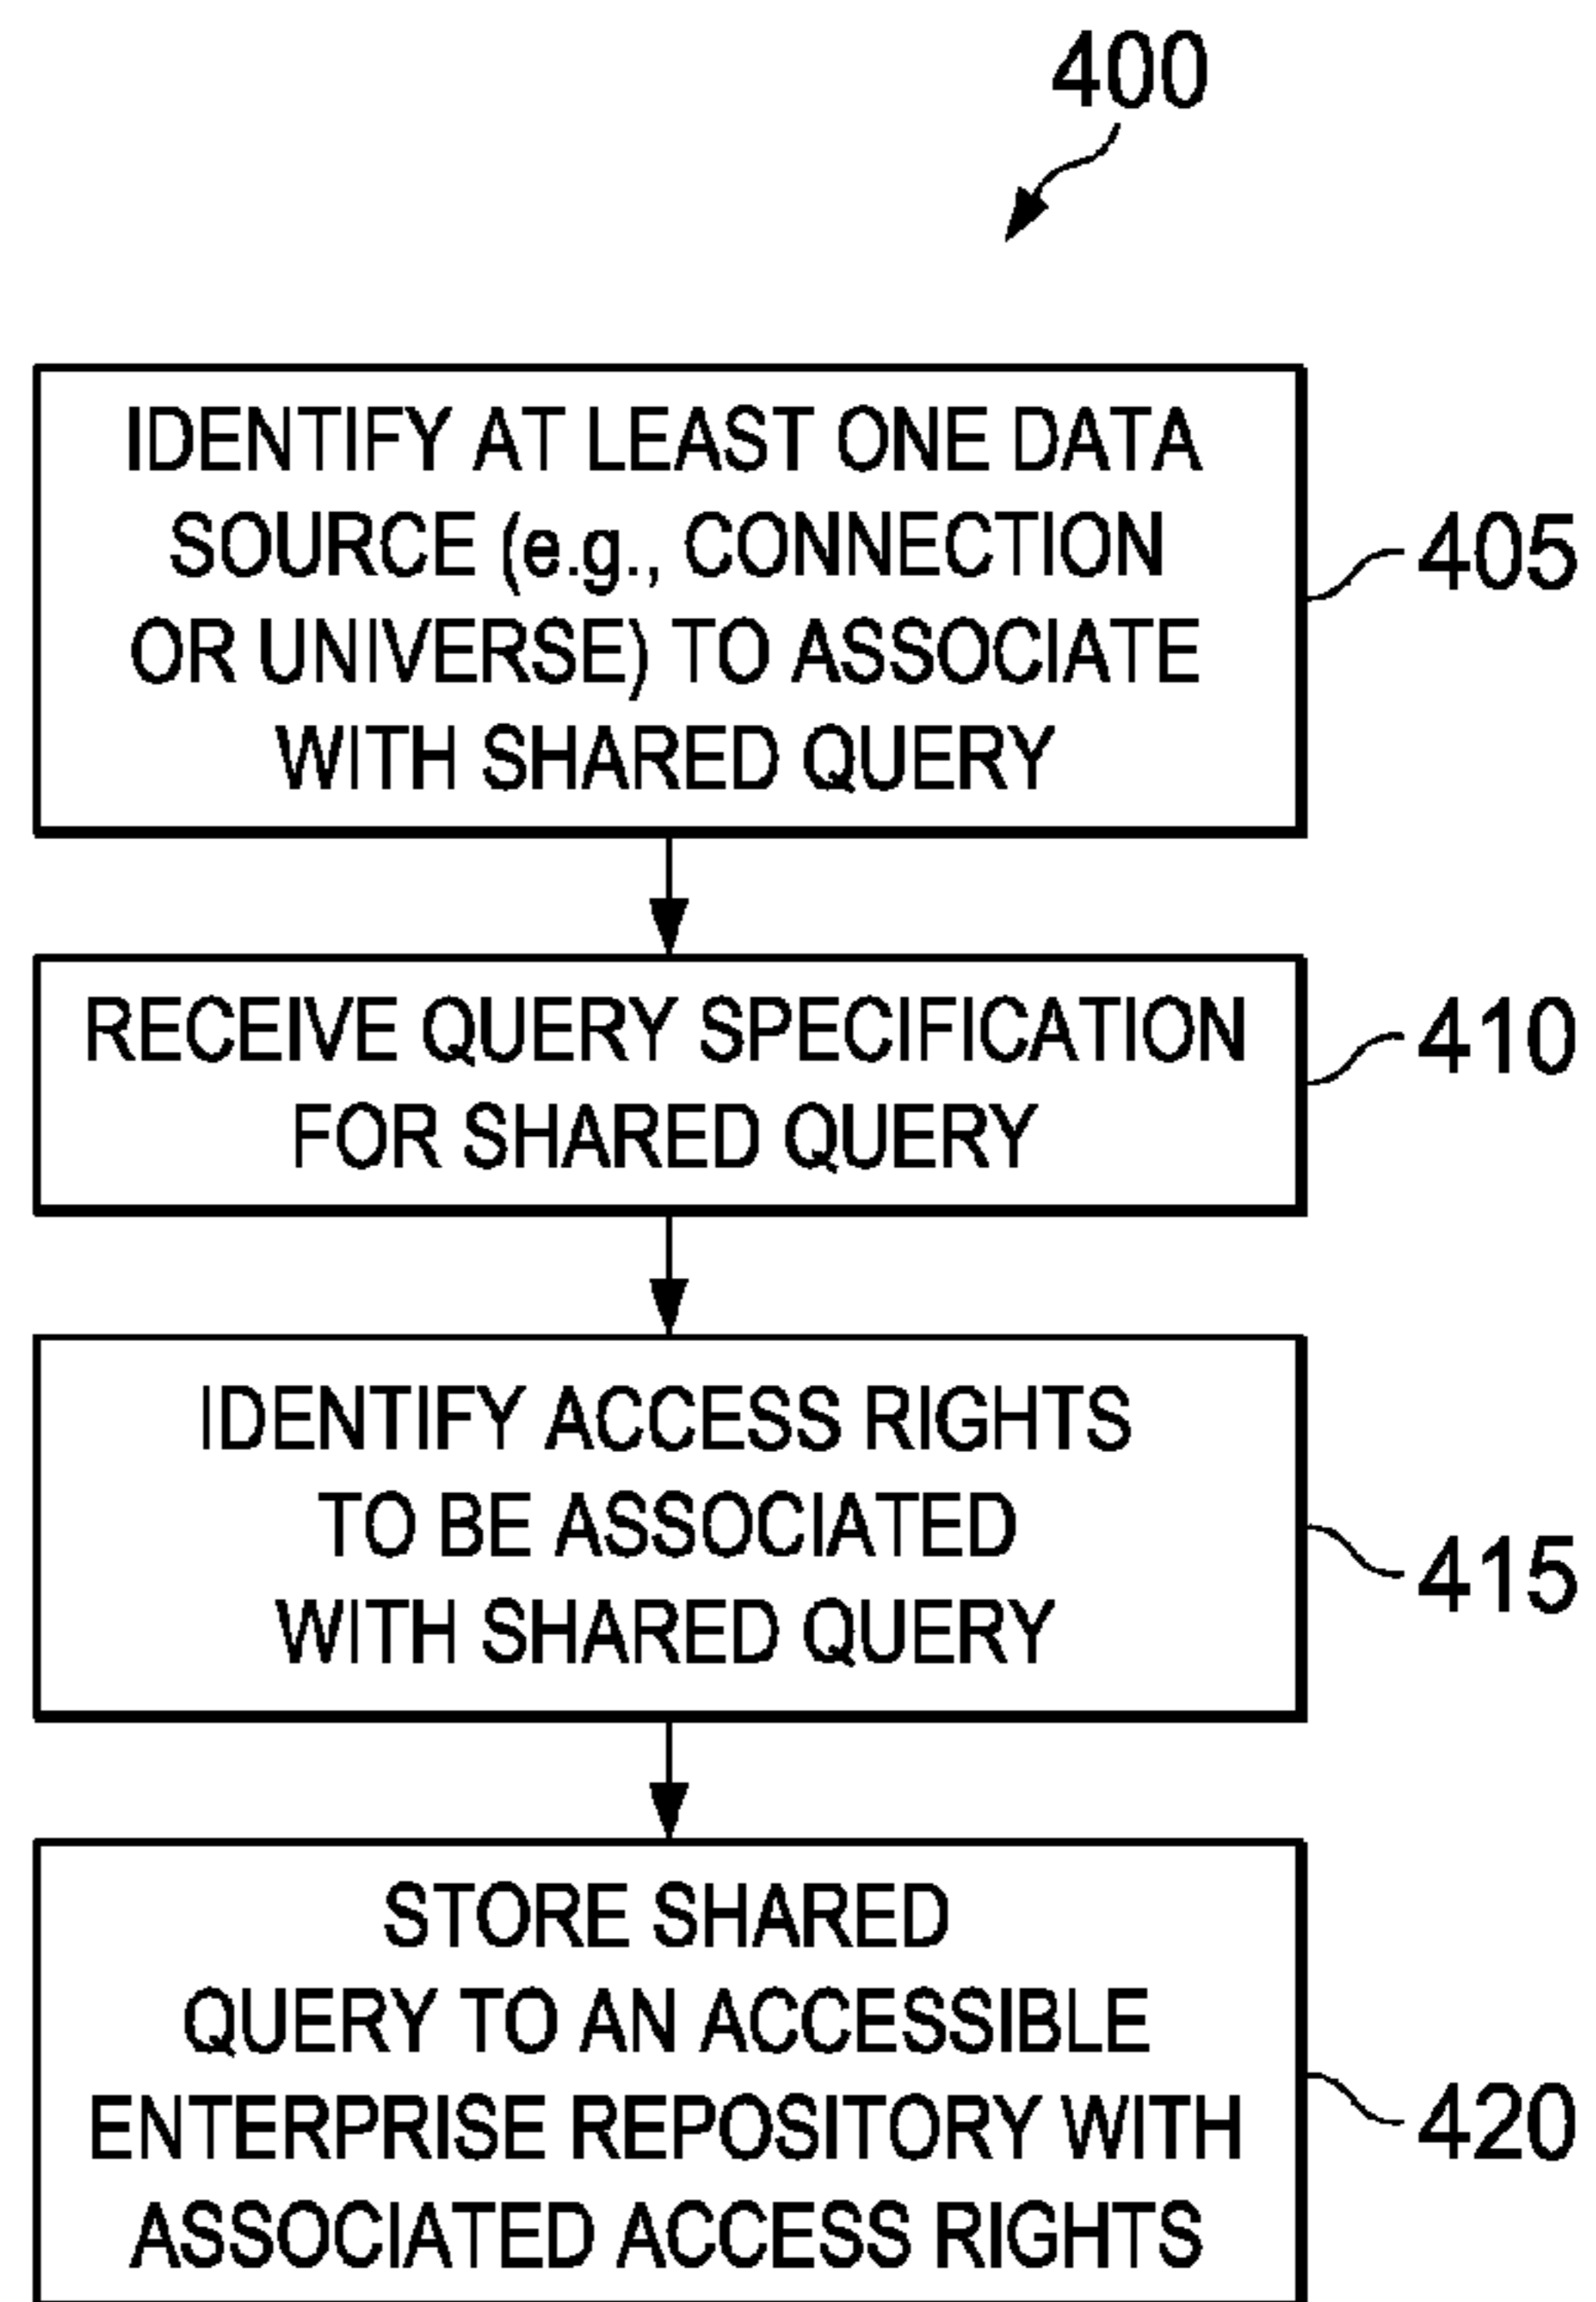 400
IDENTIFY AT LEAST ONE DATA
SOURCE (e.g., CONNECTION
OR UNIVERSE) TO ASSOCIATE
WITH SHARED QUERY
405
RECEIVE QUERY SPECIFICATION
FOR SHARED QUERY
410
IDENTIFY ACCESS RIGHTS
TO BE ASSOCIATED
WITH SHARED QUERY
415
STORE SHARED
QUERY TO AN ACCESSIBLE
ENTERPRISE REPOSITORY WITH
ASSOCIATED ACCESS RIGHTS
420